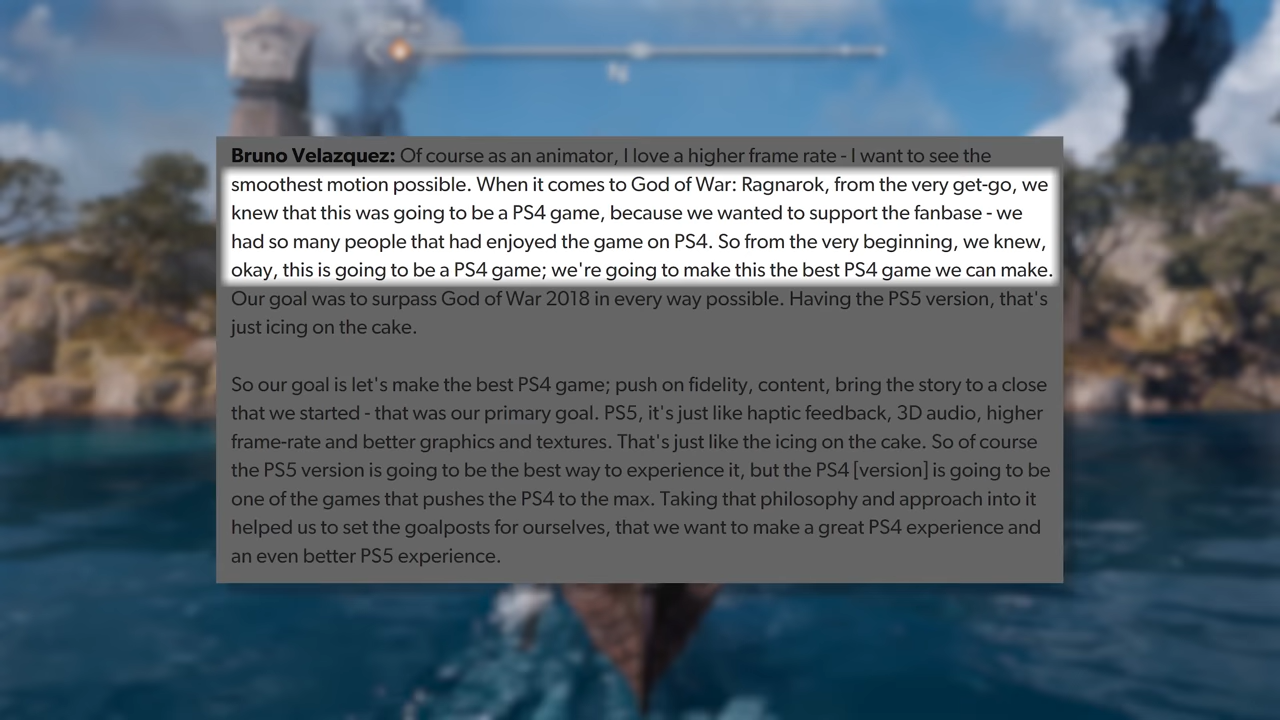 N
Bruno Velazquez: Of course as an animator, I love a higher frame rate - I want to see the
smoothest motion possible. When it comes to God of War: Ragnarok, from the very get-go, we
knew that this was going to be a PS4 game, because we wanted to support the fanbase - we
had so many people that had enjoyed the game on PS4. So from the very beginning, we knew,
okay, this is going to be a PS4 game; we're going to make this the best PS4 game we can make.
Our goal was to surpass God of War 2018 in every way possible. Having the PS5 version, that's
just icing on the cake.
So our goal is let's make the best PS4 game; push on fidelity, content, bring the story to a close
that we started - that was our primary goal. PS5, it's just like haptic feedback, 3D audio, higher
frame-rate and better graphics and textures. That's just like the icing on the cake. So of course
the PS5 version is going to be the best way to experience it, but the PS4 [version] is going to be
one of the games that pushes the PS4 to the max. Taking that philosophy and approach into it
helped us to set the goalposts for ourselves, that we want to make a great PS4 experience and
an even better PS5 experience.